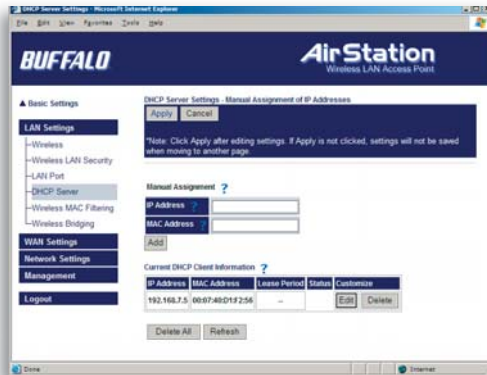 DHCP Server Settings - Microsoft Internet Explorer
File Edit View Favorites Tools Help
BUFFALO
AirStation
Wireless LAN Access Point
▲ Basic Settings
LAN Settings
Wireless
Wireless LAN Security
LAN Port
DHCP Server
Wireless MAC Filtering
Wireless Bridging
WAN Settings
Network Settings
Management
Logout
DHCP Server Settings - Manual Assignment of IP Addresses
Apply Cancel
*Note: Click Apply after editing settings. If Apply is not clicked, settings will not be saved
when moving to another page.
Manual Assignment ?
IP Address ?
MAC Address ?
Add
Current DHCP Client Information ?
IP Address MAC Address Lease Period Status Customize
192.168.7.5 00:07:40:D1:F2:56 -- Edit Delete
Delete All Refresh
Done Internet